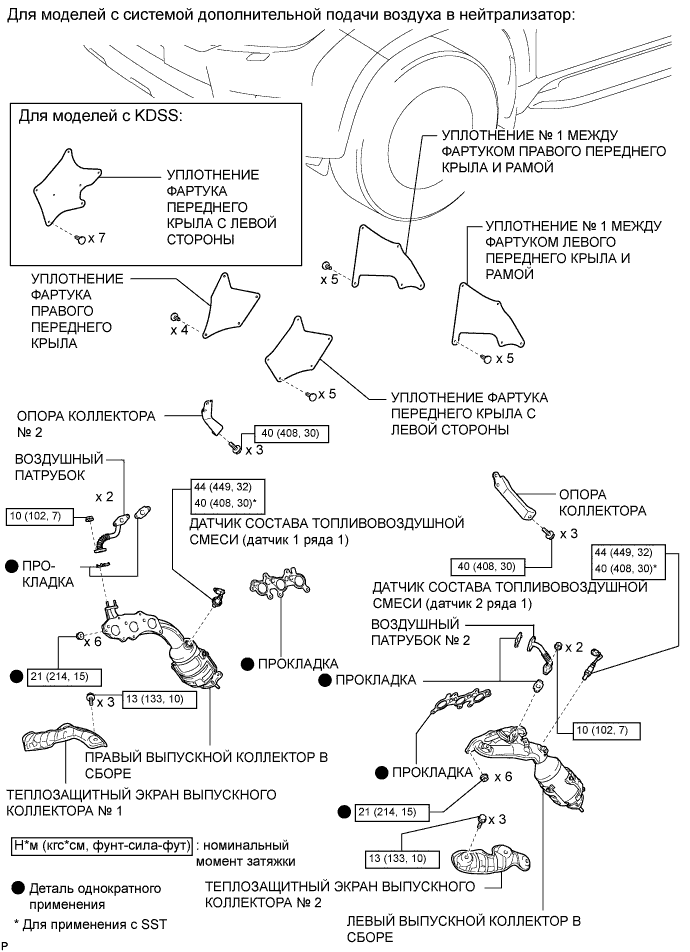 Для моделей с системой дополнительной подачи воздуха в нейтрализатор:
Для моделей с KDSS:
УПЛОТНЕНИЕ
ФАРТУКА
ПЕРЕДНЕГО
КРЫЛА С ЛЕВОЙ
СТОРОНЫ
x 7
УПЛОТНЕНИЕ № 1 МЕЖДУ
ФАРТУКОМ ПРАВОГО ПЕРЕДНЕГО
КРЫЛА И РАМОЙ
x 5
УПЛОТНЕНИЕ № 1 МЕЖДУ
ФАРТУКОМ ЛЕВОГО
ПЕРЕДНЕГО КРЫЛА И
РАМОЙ
x 5
УПЛОТНЕНИЕ
ФАРТУКА
ПРАВОГО
ПЕРЕДНЕГО
КРЫЛА
x 4
x 5
УПЛОТНЕНИЕ ФАРТУКА
ПЕРЕДНЕГО КРЫЛА С
ЛЕВОЙ СТОРОНЫ
ОПОРА КОЛЛЕКТОРА
№ 2
40 (408, 30)
x 3
ВОЗДУШНЫЙ
ПАТРУБОК
x 2
10 (102, 7)
44 (449, 32)
40 (408, 30)*
ДАТЧИК СОСТАВА ТОПЛИВОВОЗДУШНОЙ
СМЕСИ (датчик 1 ряда 1)
ОПОРА
КОЛЛЕКТОРА
x 3
40 (408, 30)
44 (449, 32)
40 (408, 30)*
ДАТЧИК СОСТАВА ТОПЛИВОВОЗДУШНОЙ
СМЕСИ (датчик 2 ряда 1)
ПРО-
КЛАДКА
ВОЗДУШНЫЙ
ПАТРУБОК № 2
x 2
x 6
21 (214, 15)
ПРОКЛАДКА
ПРОКЛАДКА
x 3
13 (133, 10)
10 (102, 7)
ПРАВЫЙ ВЫПУСКНОЙ КОЛЛЕКТОР В
СБОРЕ
ПРОКЛАДКА
x 6
ТЕПЛОЗАЩИТНЫЙ ЭКРАН ВЫПУСКНОГО
КОЛЛЕКТОРА № 1
21 (214, 15)
x 3
13 (133, 10)
Н*м (кгс*см, фунт-сила-фут) : номинальный
момент затяжки
Деталь однократного
применения
* Для применения с SST
ТЕПЛОЗАЩИТНЫЙ ЭКРАН ВЫПУСКНОГО
КОЛЛЕКТОРА № 2
ЛЕВЫЙ ВЫПУСКНОЙ КОЛЛЕКТОР В
СБОРЕ
P